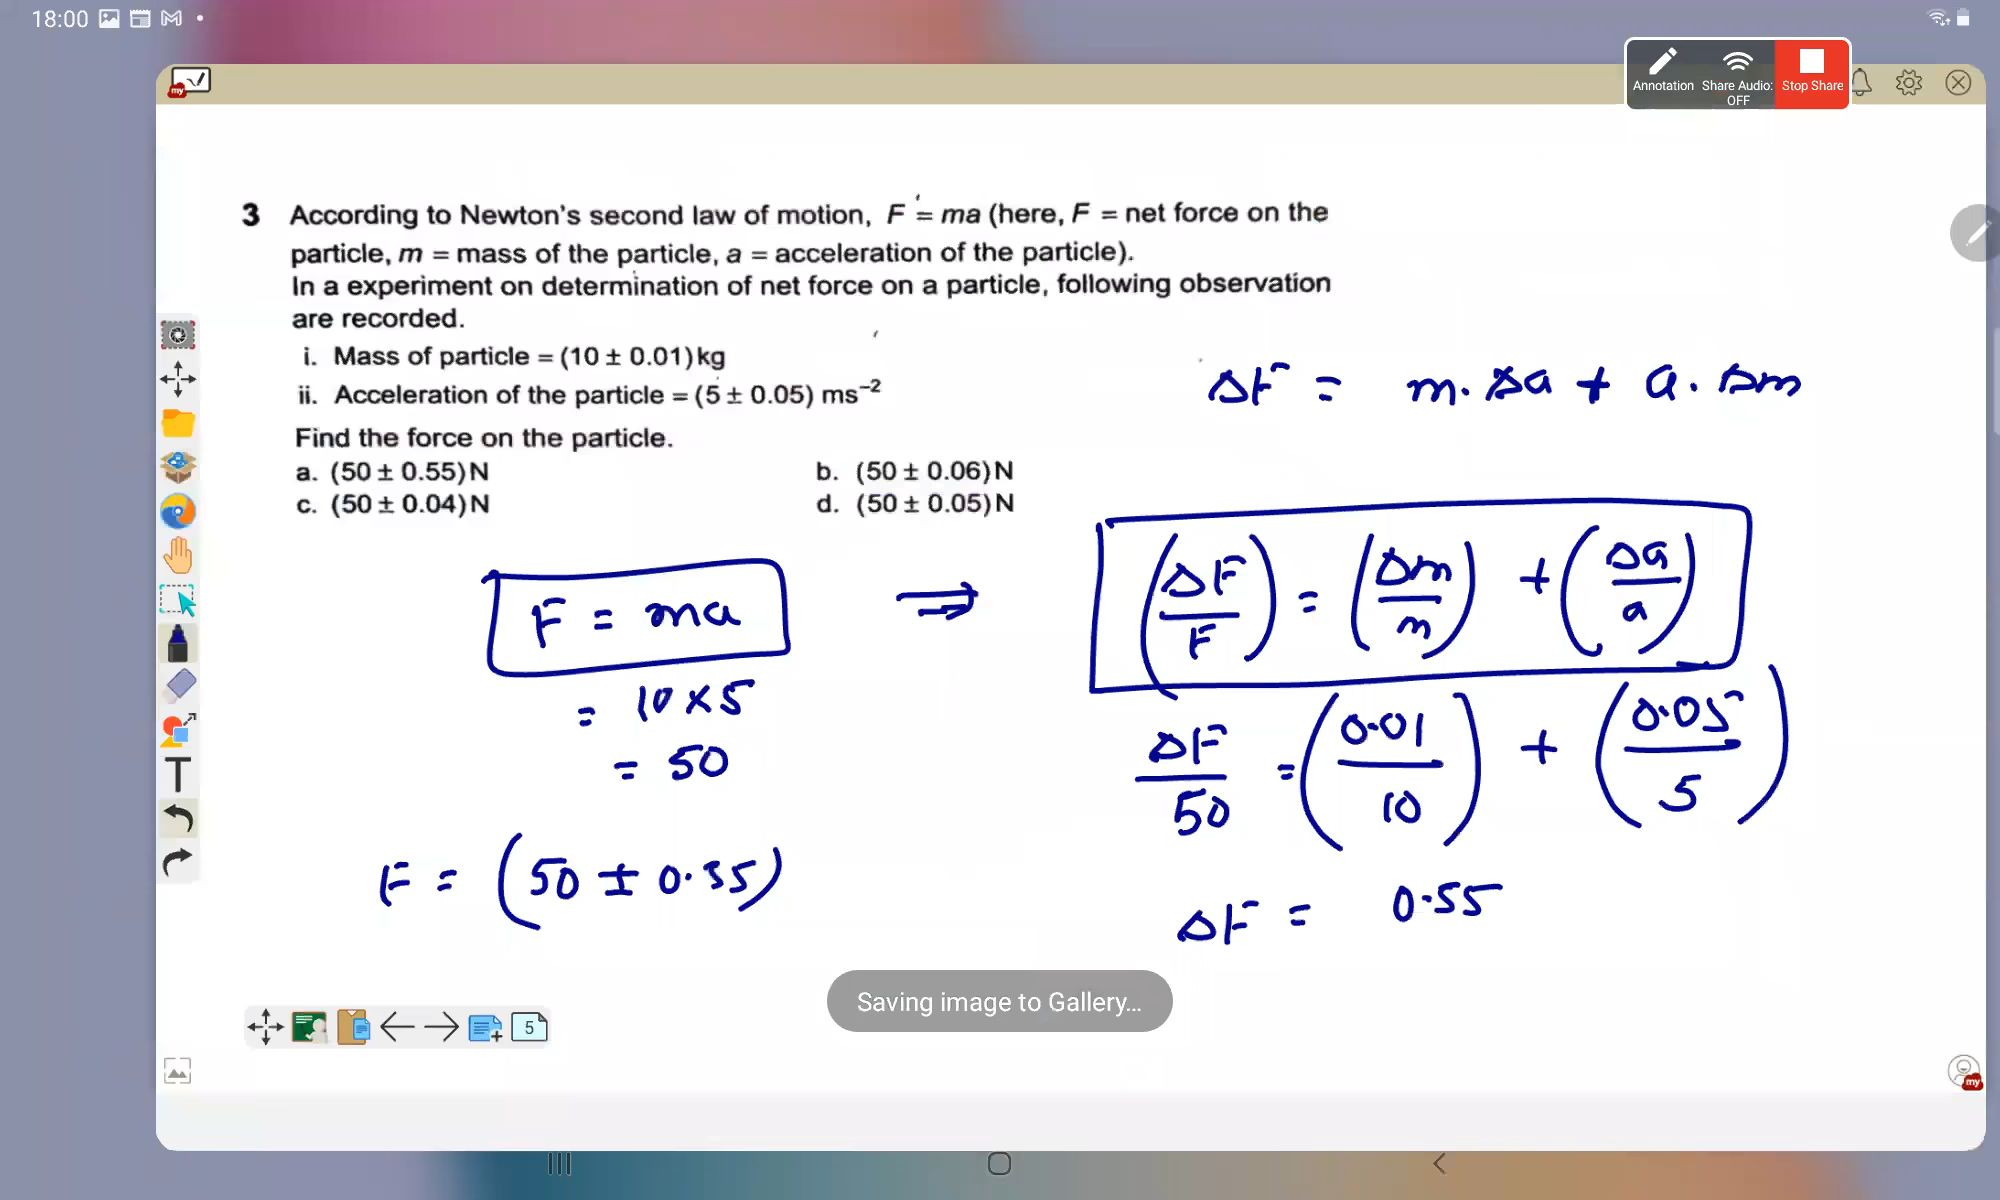 18:00
Annotation Share Audio: OFF Stop Share
my
3 According to Newton's second law of motion, F = ma (here, F = net force on the
particle, m = mass of the particle, a = acceleration of the particle).
In a experiment on determination of net force on a particle, following observation
are recorded.
i. Mass of particle = (10 ± 0.01) kg
ii. Acceleration of the particle = (5 ± 0.05) ms⁻²
Find the force on the particle.
a. (50 ± 0.55) N b. (50 ± 0.06) N
c. (50 ± 0.04) N d. (50 ± 0.05) N
ΔF = m. Δa + a. Δm
F = ma ⇒ (ΔF/F) = (Δm/m) + (Δa/a)
= 10 × 5
= 50
ΔF/50 = (0.01/10) + (0.05/5)
F = (50 ± 0.55)
ΔF = 0.55
T
Saving image to Gallery...
5
my